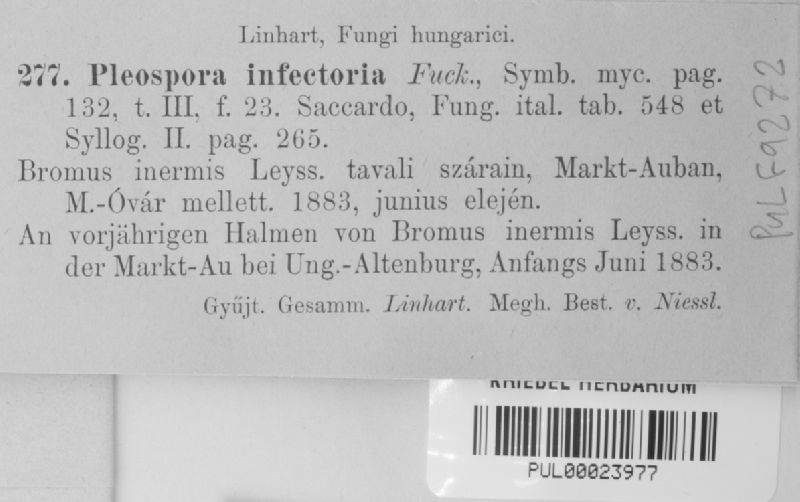 Linhart, Fungi hungarici.
277. Pleospora infectoria Fuck., Symb. myc. pag.
132, t. III, f. 23. Saccardo, Fung. ital. tab. 548 et
Syllog. II. pag. 265.
Bromus inermis Leyss. tavali szárain, Markt-Auban,
M.-Óvár mellett. 1883, junius elején.
An vorjährigen Halmen von Bromus inermis Leyss. in
der Markt-Au bei Ung.-Altenburg, Anfangs Juni 1883.
Gyűjt. Gesamm. Linhart. Megh. Best. v. Niessl.
PUL F9272
KRIEBEL HERBARIUM
PUL00023977